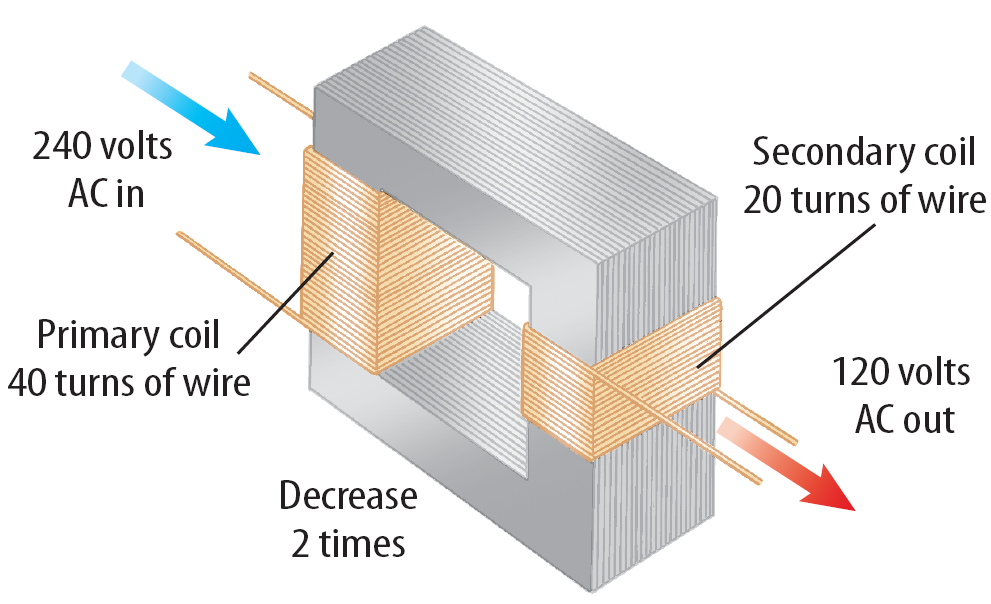 240 volts
AC in
Secondary coil
20 turns of wire
Primary coil
40 turns of wire
120 volts
AC out
Decrease
2 times